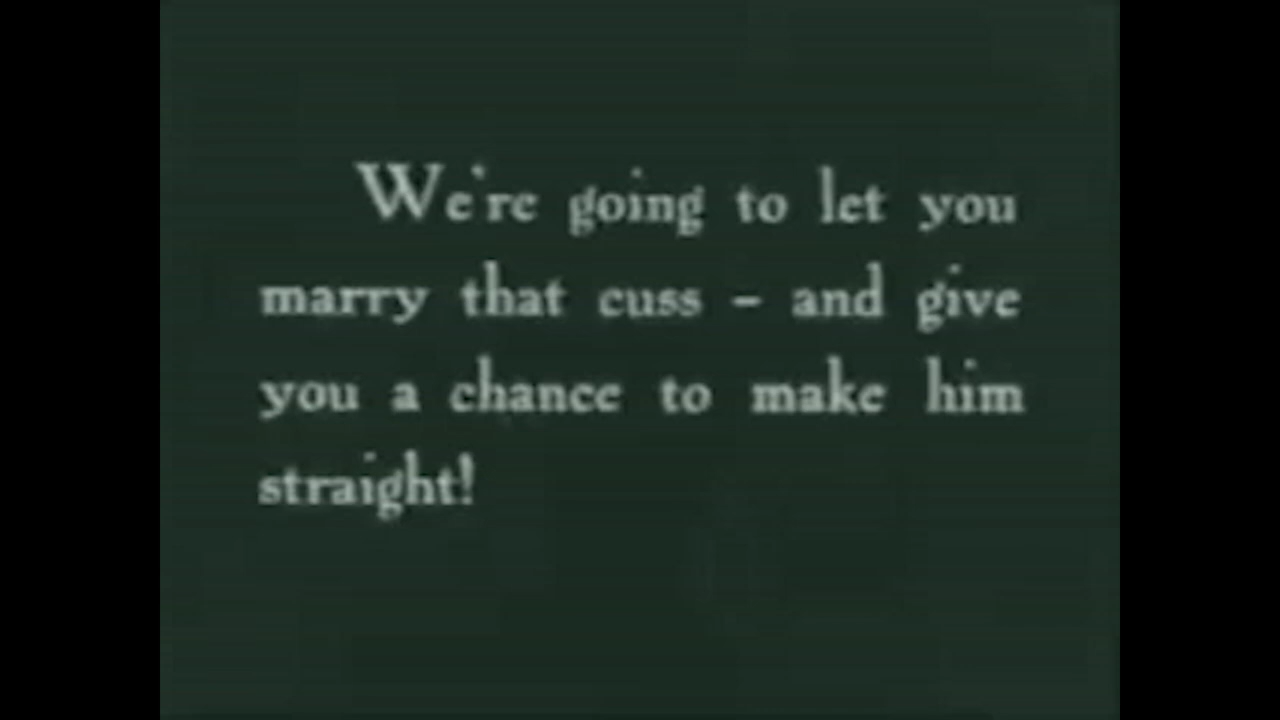 We're going to let you
marry that cuss - and give
you a chance to make him
straight!